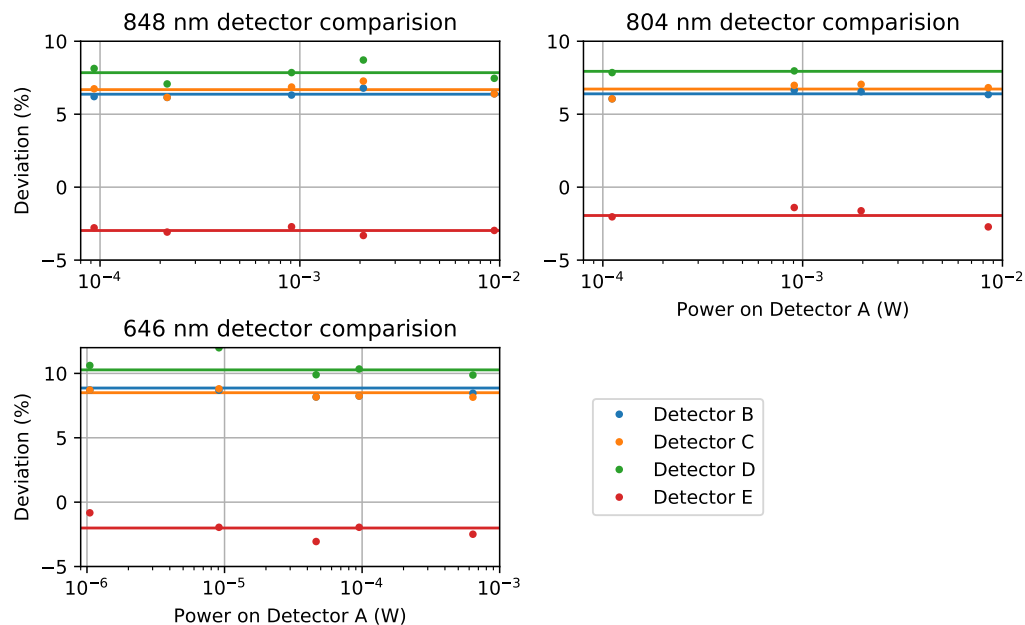 848 nm detector comparision
804 nm detector comparision
Deviation (%)
10
5
0
−5
10⁻⁴
10⁻³
10⁻²
10
5
0
−5
10⁻⁴
10⁻³
10⁻²
Power on Detector A (W)
646 nm detector comparision
Deviation (%)
10
5
0
−5
10⁻⁶
10⁻⁵
10⁻⁴
10⁻³
Power on Detector A (W)
Detector B
Detector C
Detector D
Detector E